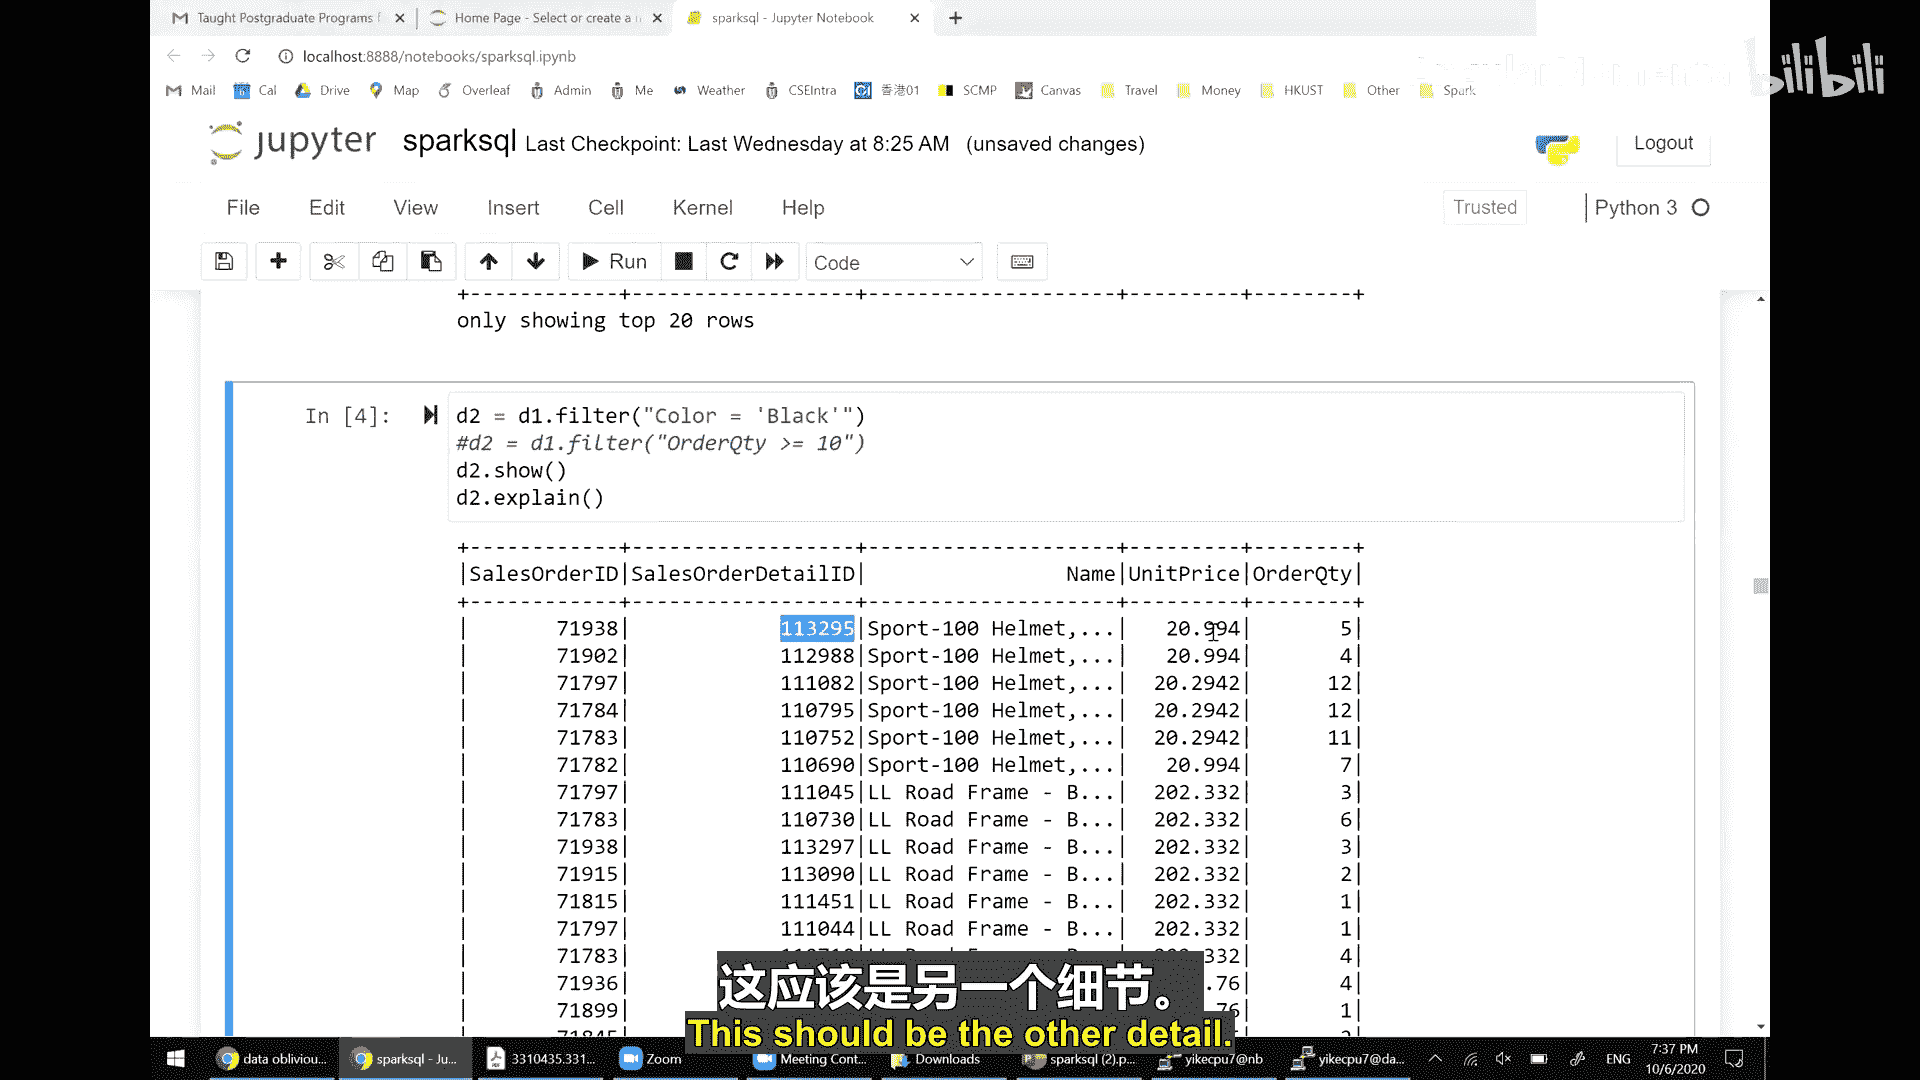 Taught Postgraduate Programs
Home Page - Select or create a
sparksql - Jupyter Notebook
localhost:8888/notebooks/sparksql.ipynb
bilibili
Mail Cal Drive Map Overleaf Admin Me Weather CSEIntra 香港01 SCMP Canvas Travel Money HKUST Other Spark
jupyter sparksql Last Checkpoint: Last Wednesday at 8:25 AM (unsaved changes)
Logout
File Edit View Insert Cell Kernel Help
Trusted
Python 3
Run
Code
+------------+------------------+--------------------+---------+--------+
only showing top 20 rows
In [4]:
d2 = d1.filter("Color = 'Black'")
#d2 = d1.filter("OrderQty >= 10")
d2.show()
d2.explain()
+------------+------------------+--------------------+---------+--------+
|SalesOrderID|SalesOrderDetailID|                Name|UnitPrice|OrderQty|
+------------+------------------+--------------------+---------+--------+
|       71938|            113295|Sport-100 Helmet,...|   20.994|       5|
|       71902|            112988|Sport-100 Helmet,...|   20.994|       4|
|       71797|            111082|Sport-100 Helmet,...|  20.2942|      12|
|       71784|            110795|Sport-100 Helmet,...|  20.2942|      12|
|       71783|            110752|Sport-100 Helmet,...|  20.2942|      11|
|       71782|            110690|Sport-100 Helmet,...|   20.994|       7|
|       71797|            111045|LL Road Frame - B...|  202.332|       3|
|       71783|            110730|LL Road Frame - B...|  202.332|       6|
|       71938|            113297|LL Road Frame - B...|  202.332|       3|
|       71915|            113090|LL Road Frame - B...|  202.332|       2|
|       71815|            111451|LL Road Frame - B...|  202.332|       1|
|       71797|            111044|LL Road Frame - B...|  202.332|       1|
|       71783| 332|       4|
|       71936| .76|       4|
|       71899| 1|
这应该是另一个细节。
This should be the other detail.
data obliviou...
sparksql - Ju...
3310435.331...
Zoom
Meeting Cont...
Downloads
sparksql (2).p...
yikecpu7@nb
yikecpu7@da...
ENG
7:37 PM
10/6/2020